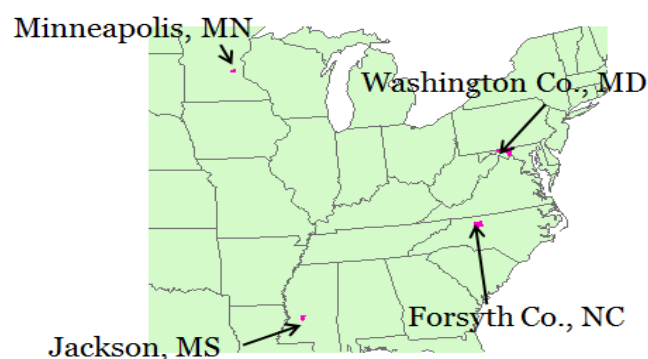 Minneapolis, MN
Washington Co., MD
Forsyth Co., NC
Jackson, MS